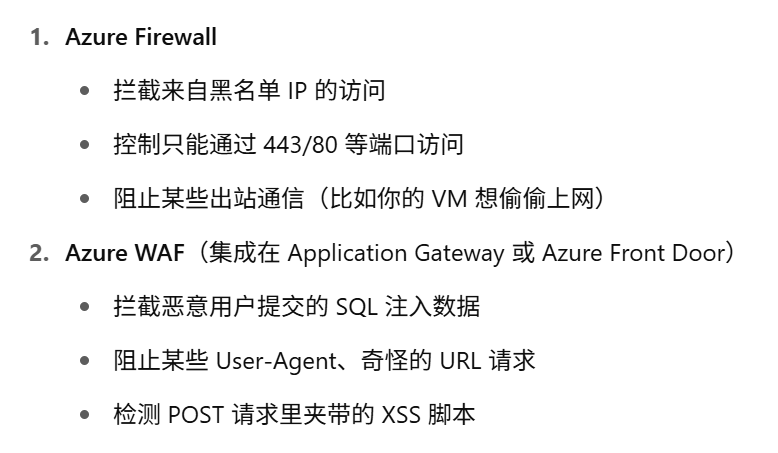 1. Azure Firewall
• 拦截来自黑名单 IP 的访问
• 控制只能通过 443/80 等端口访问
• 阻止某些出站通信（比如你的 VM 想偷偷上网）
2. Azure WAF（集成在 Application Gateway 或 Azure Front Door）
• 拦截恶意用户提交的 SQL 注入数据
• 阻止某些 User-Agent、奇怪的 URL 请求
• 检测 POST 请求里夹带的 XSS 脚本